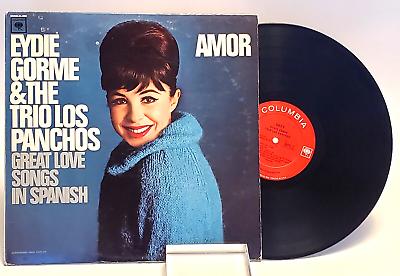 EYDIE
GORME
& THE
TRIO LOS
PANCHOS
GREAT LOVE
SONGS
IN SPANISH
AMOR
COLUMBIA